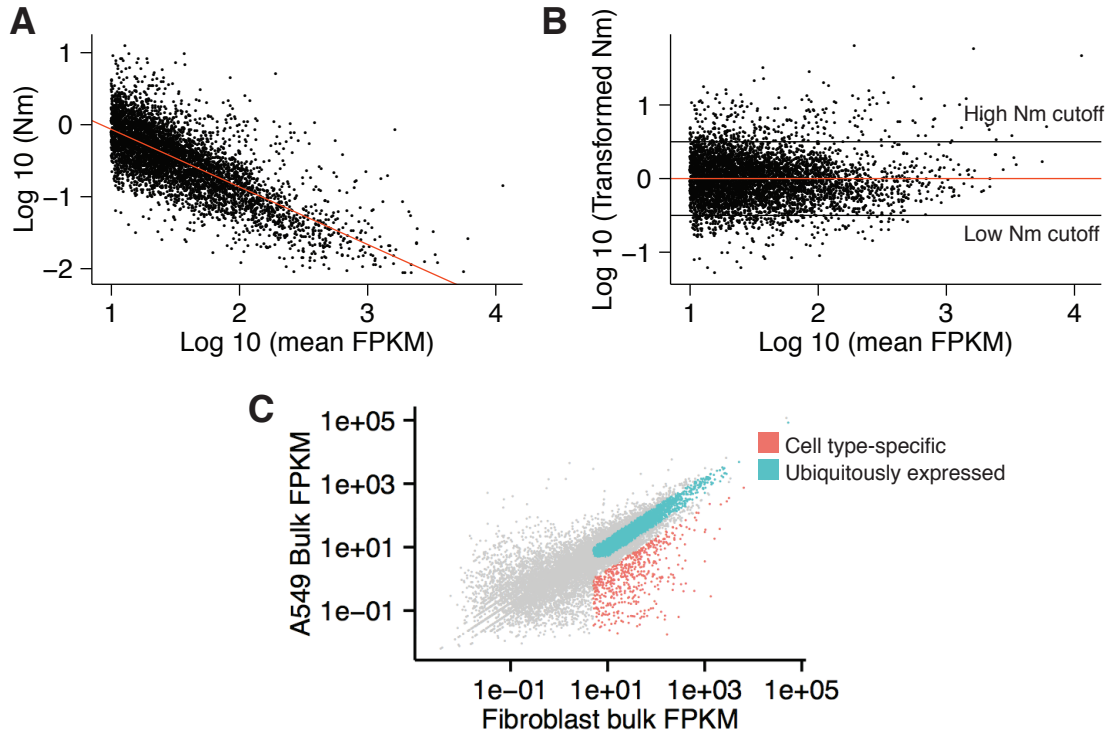 A
Log 10 (Nm)
1
0
−1
−2
1 2 3 4
Log 10 (mean FPKM)
B
Log 10 (Transformed Nm)
1
0
−1
High Nm cutoff
Low Nm cutoff
1 2 3 4
Log 10 (mean FPKM)
C
A549 Bulk FPKM
1e+05
1e+03
1e+01
1e−01
Cell type-specific
Ubiquitously expressed
1e−01 1e+01 1e+03 1e+05
Fibroblast bulk FPKM